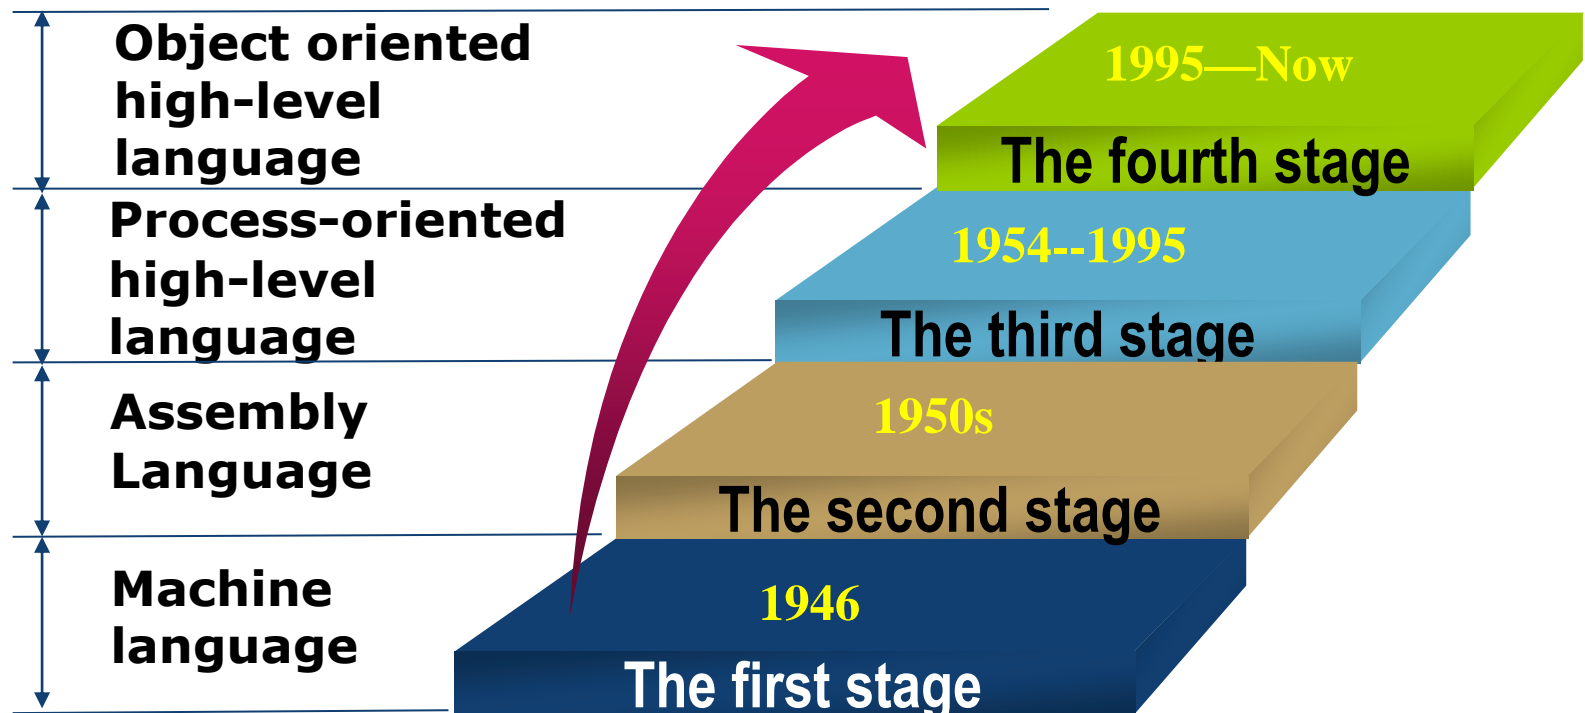 Object oriented
high-level
language
1995—Now
The fourth stage
Process-oriented
high-level
language
1954--1995
The third stage
Assembly
Language
1950s
The second stage
Machine
language
1946
The first stage